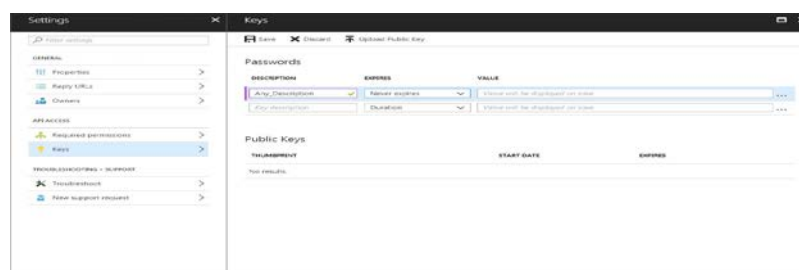 Settings
Keys
Filter settings
Save
Discard
Upload Public Key
GENERAL
Properties
Reply URLs
Owners
API ACCESS
Required permissions
Keys
TROUBLESHOOTING + SUPPORT
Troubleshoot
New support request
Passwords
DESCRIPTION EXPIRES VALUE
Any_Description Never expires Value will be displayed on save
Key description Duration Value will be displayed on save
Public Keys
THUMBPRINT START DATE EXPIRES
No results.